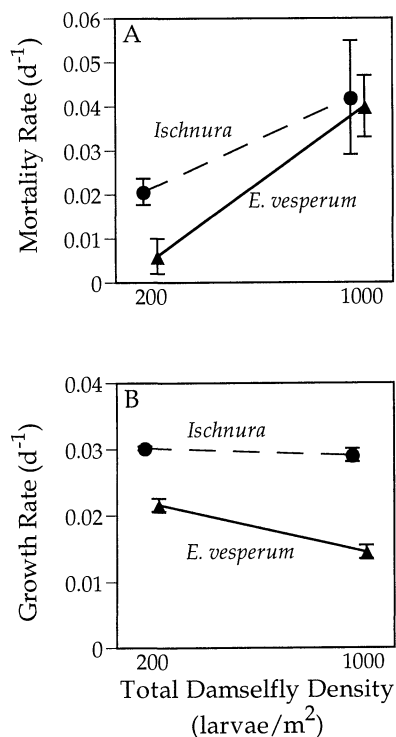 A
Mortality Rate (d⁻¹)
0.06
0.05
0.04
0.03
0.02
0.01
0
Ischnura
E. vesperum
200
1000
B
Growth Rate (d⁻¹)
0.04
0.03
0.02
0.01
0
Ischnura
E. vesperum
200
1000
Total Damselfly Density
(larvae/m²)